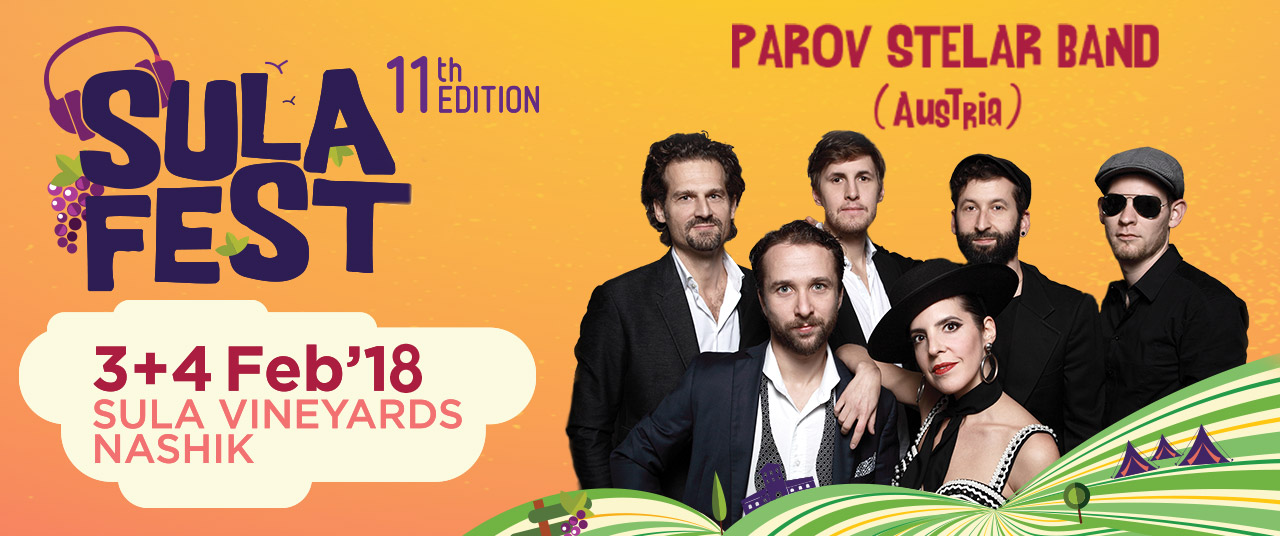 SULA
FEST
11th
EDITION
3+4 Feb'18
SULA VINEYARDS
NASHIK
PAROV STELAR BAND
(AUSTRIA)